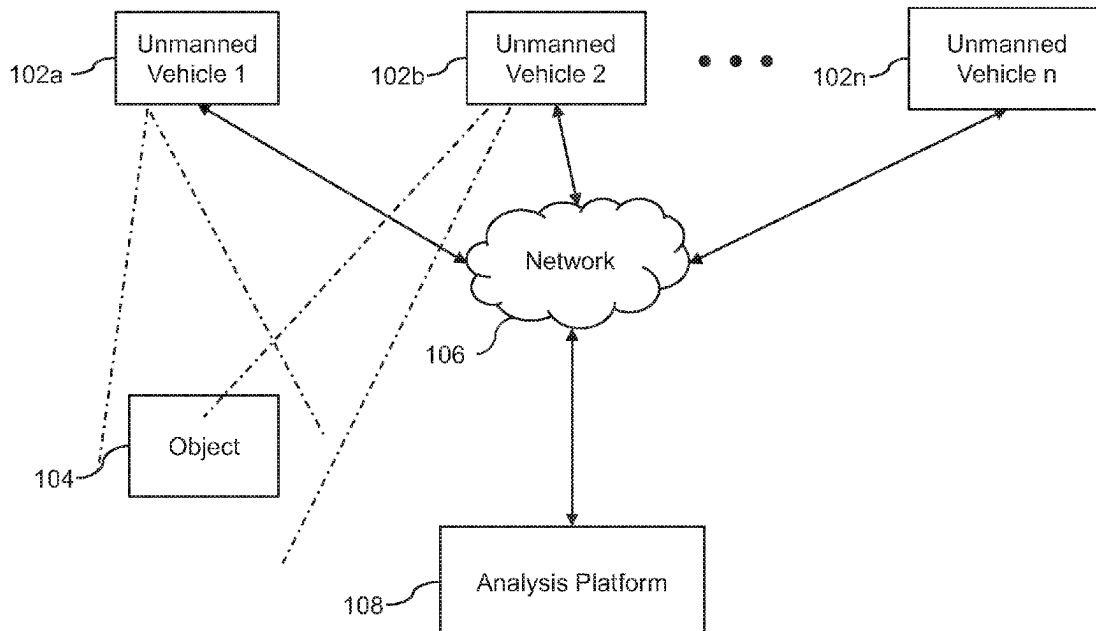 Unmanned
Vehicle 1
102a
Unmanned
Vehicle 2
102b
Unmanned
Vehicle n
102n
Network
106
Object
104
Analysis Platform
108